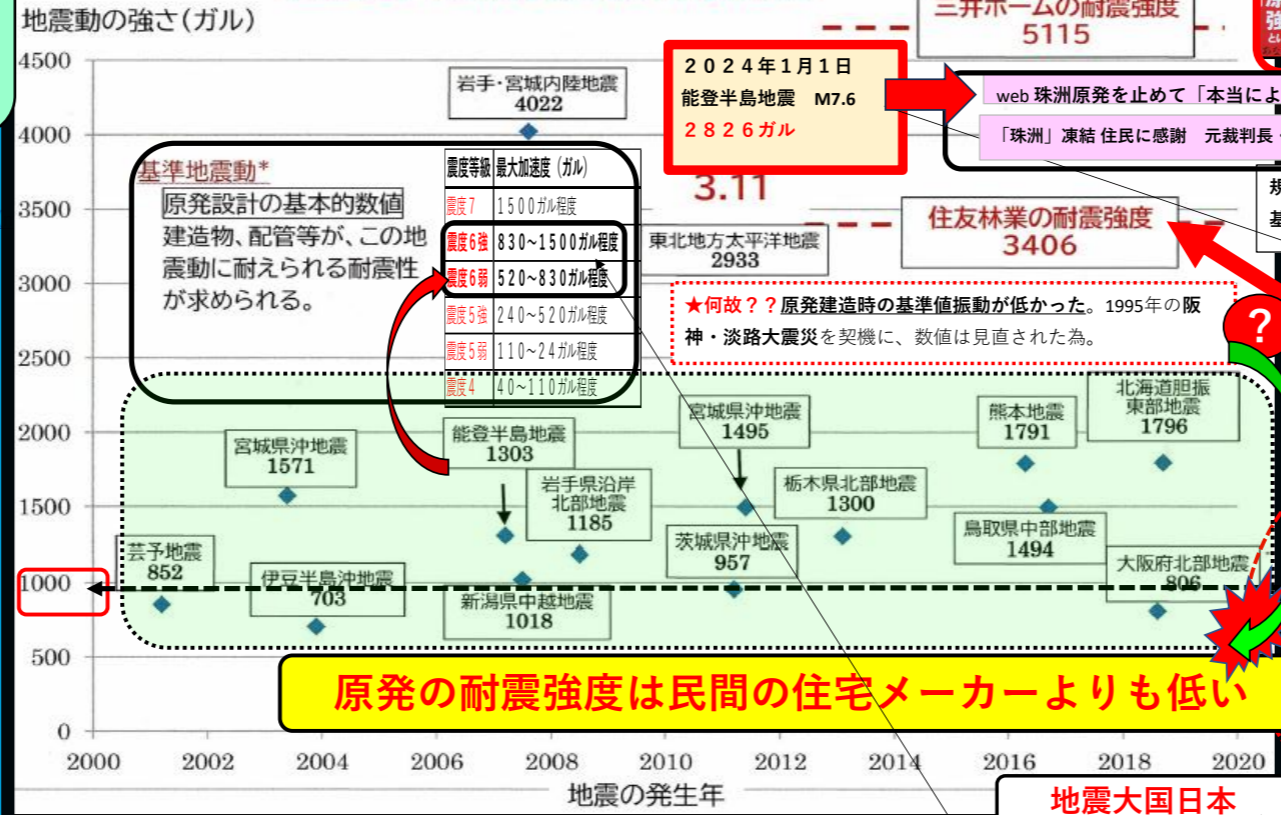 地震動の強さ(ガル)
三井ホームの耐震強度
5115
4500
4000
3500
3000
2500
2000
1500
1000
500
0
岩手・宮城内陸地震
4022
2024年1月1日
能登半島地震 M7.6
2826ガル
web 珠洲原発を止めて「本当によ
「珠洲」凍結 住民に感謝 元裁判長
基準地震動*
原発設計の基本的数値
建造物、配管等が、この地
震動に耐えられる耐震性
が求められる。
震度等級 最大加速度（ガル）
震度7 1500ガル程度
震度6強 830~1500ガル程度
震度6弱 520~830ガル程度
震度5強 240~520ガル程度
震度5弱 110~24ガル程度
震度4 40~110ガル程度
3.11
東北地方太平洋地震
2933
住友林業の耐震強度
3406
規
基
★何故??原発建造時の基準値振動が低かった。1995年の阪
神・淡路大震災を契機に、数値は見直された為。
?
宮城県沖地震
1571
能登半島地震
1303
岩手県沿岸
北部地震
1185
宮城県沖地震
1495
栃木県北部地震
1300
熊本地震
1791
北海道胆振
東部地震
1796
芸予地震
852
伊豆半島沖地震
703
新潟県中越地震
1018
茨城県沖地震
957
鳥取県中部地震
1494
大阪府北部地震
806
原発の耐震強度は民間の住宅メーカーよりも低い
2000 2002 2004 2006 2008 2010 2012 2014 2016 2018 2020
地震の発生年
地震大国日本